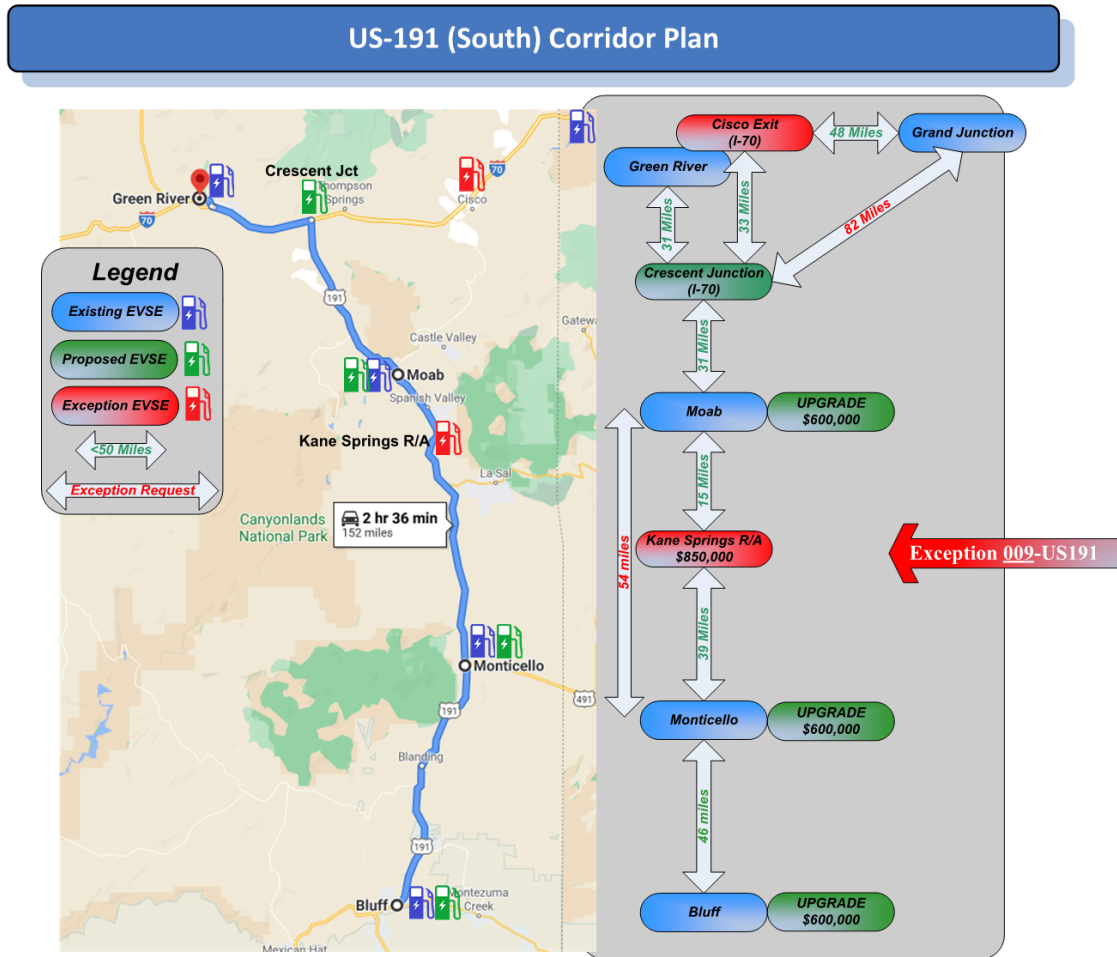 US-191 (South) Corridor Plan
Crescent Jct
Thompson
Springs
Green River
70
70
Cisco
191
Castle Valley
Gateway
Moab
Spanish Valley
Kane Springs R/A
La Sal
Canyonlands
National Park
2 hr 36 min
152 miles
Monticello
491
191
Blanding
191
Bluff
Montezuma
Creek
Mexican Hat
Legend
Existing EVSE
Proposed EVSE
Exception EVSE
<50 Miles
Exception Request
Cisco Exit
(I-70)
48 Miles
Grand Junction
Green River
31 Miles
33 Miles
82 Miles
Crescent Junction
(I-70)
31 Miles
Moab
UPGRADE
$600,000
15 Miles
54 miles
Kane Springs R/A
$850,000
Exception 009-US191
39 Miles
Monticello
UPGRADE
$600,000
46 miles
Bluff
UPGRADE
$600,000